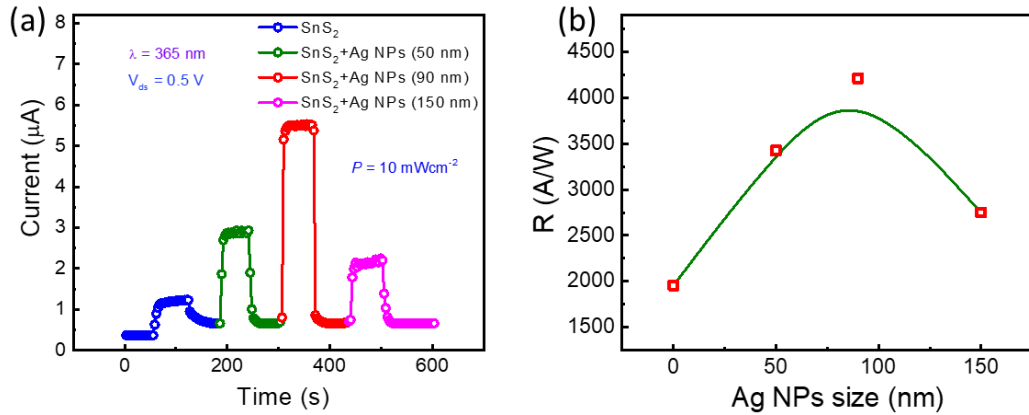 (a)
Current (μA)
8
7
6
5
4
3
2
1
0
λ = 365 nm
V_ds = 0.5 V
SnS₂
SnS₂+Ag NPs (50 nm)
SnS₂+Ag NPs (90 nm)
SnS₂+Ag NPs (150 nm)
P = 10 mWcm⁻²
0 200 400 600
Time (s)
(b)
R (A/W)
4500
4000
3500
3000
2500
2000
1500
0 50 100 150
Ag NPs size (nm)